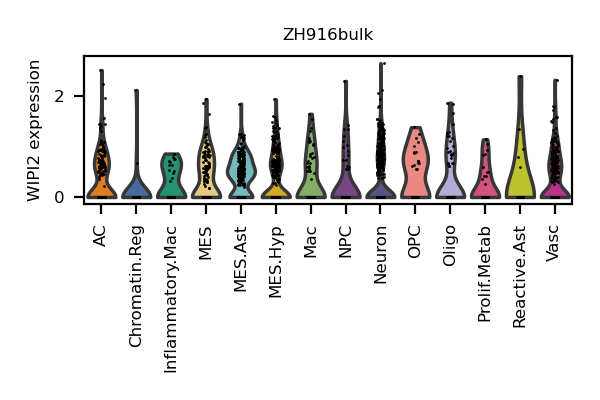 ZH916bulk
WIPI2 expression
2
0
AC
Chromatin.Reg
Inflammatory.Mac
MES
MES.Ast
MES.Hyp
Mac
NPC
Neuron
OPC
Oligo
Prolif.Metab
Reactive.Ast
Vasc